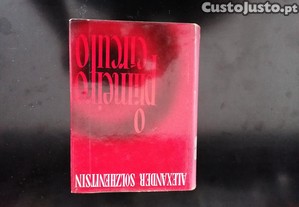 CustoJusto.pt
ALEXANDER SOLZHENITSIN
o
primeiro
círculo